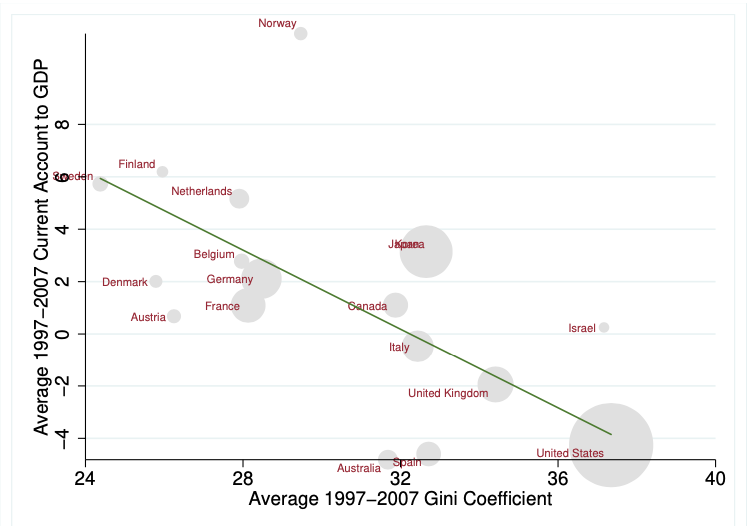 Norway
8
Finland
Sweden
6
Netherlands
4
Japan
Korea
Belgium
Denmark
2
Germany
France
Canada
Austria
Israel
0
Italy
−2
United Kingdom
−4
United States
Australia
Spain
24
28
32
36
40
Average 1997−2007 Gini Coefficient
Average 1997−2007 Current Account to GDP